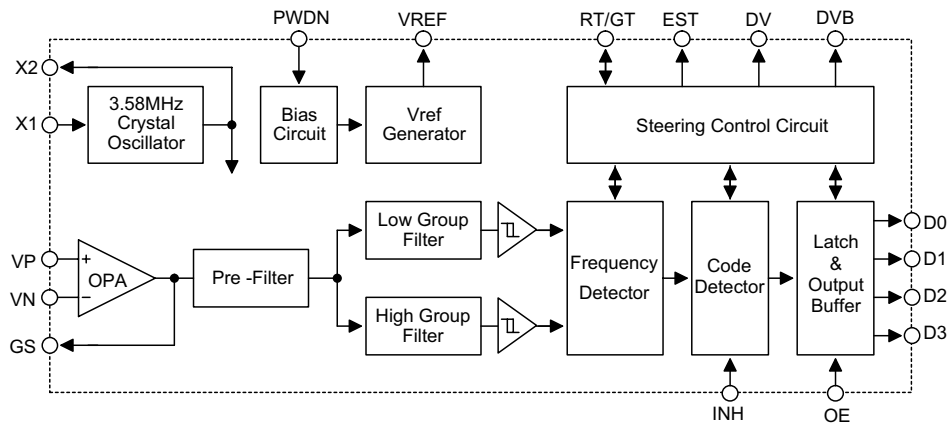 PWDN
VREF
RT/GT
EST
DV
DVB
X2
X1
3.58MHz
Crystal
Oscillator
Bias
Circuit
Vref
Generator
Steering Control Circuit
VP
VN
GS
+
−
OPA
Pre -Filter
Low Group
Filter
High Group
Filter
Frequency
Detector
Code
Detector
Latch
&
Output
Buffer
D0
D1
D2
D3
INH
OE